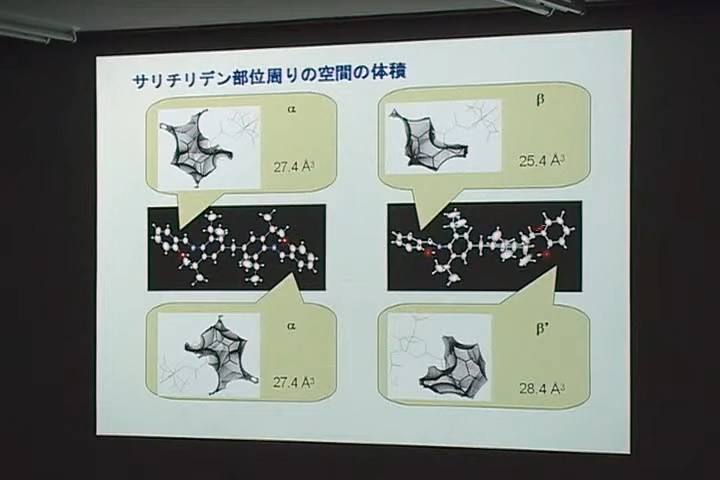 サリチリデン部位周りの空間の体積
α
27.4 Å³
β
25.4 Å³
α
27.4 Å³
β'
28.4 Å³